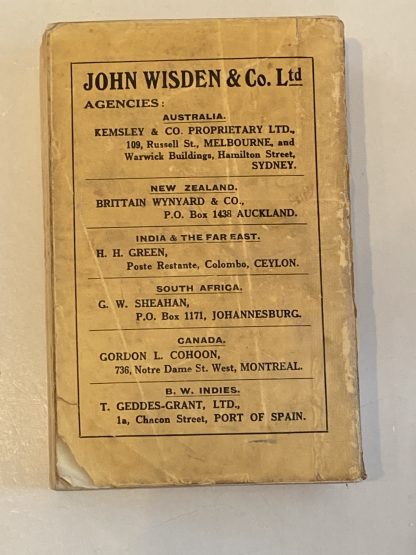 JOHN WISDEN & Co. Ltd
AGENCIES:
AUSTRALIA.
KEMSLEY & CO. PROPRIETARY LTD.,
109, Russell St., MELBOURNE, and
Warwick Buildings, Hamilton Street,
SYDNEY.
NEW ZEALAND.
BRITTAIN WYNYARD & CO.,
P.O. Box 1438 AUCKLAND.
INDIA & THE FAR EAST.
H. H. GREEN,
Poste Restante, Colombo, CEYLON.
SOUTH AFRICA.
G. W. SHEAHAN,
P.O. Box 1171, JOHANNESBURG.
CANADA.
GORDON L. COHOON,
736, Notre Dame St. West, MONTREAL.
B. W. INDIES.
T. GEDDES-GRANT, LTD.,
1a, Chacon Street, PORT OF SPAIN.